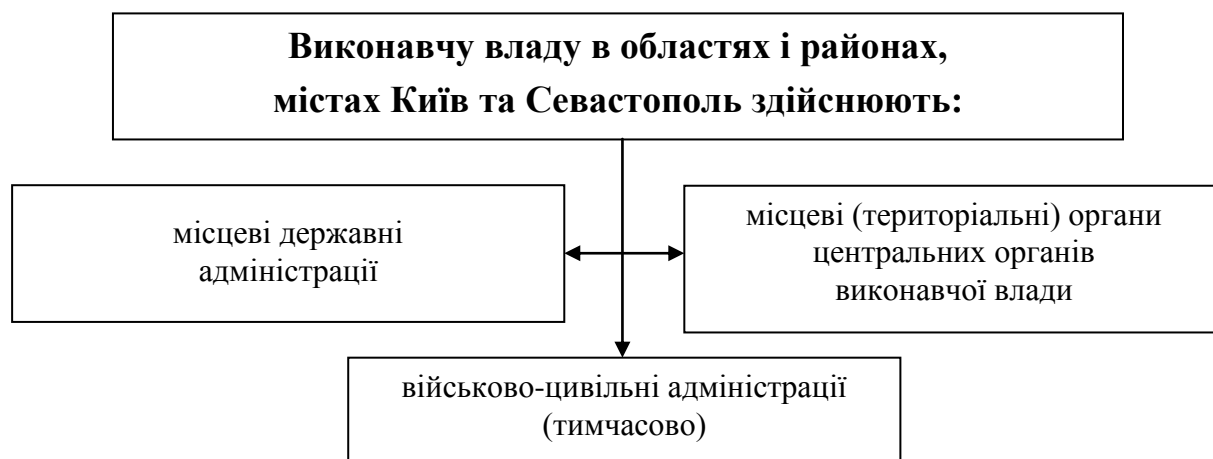 Виконавчу владу в областях і районах,
містах Київ та Севастополь здійснюють:
місцеві державні
адміністрації
місцеві (територіальні) органи
центральних органів
виконавчої влади
військово-цивільні адміністрації
(тимчасово)